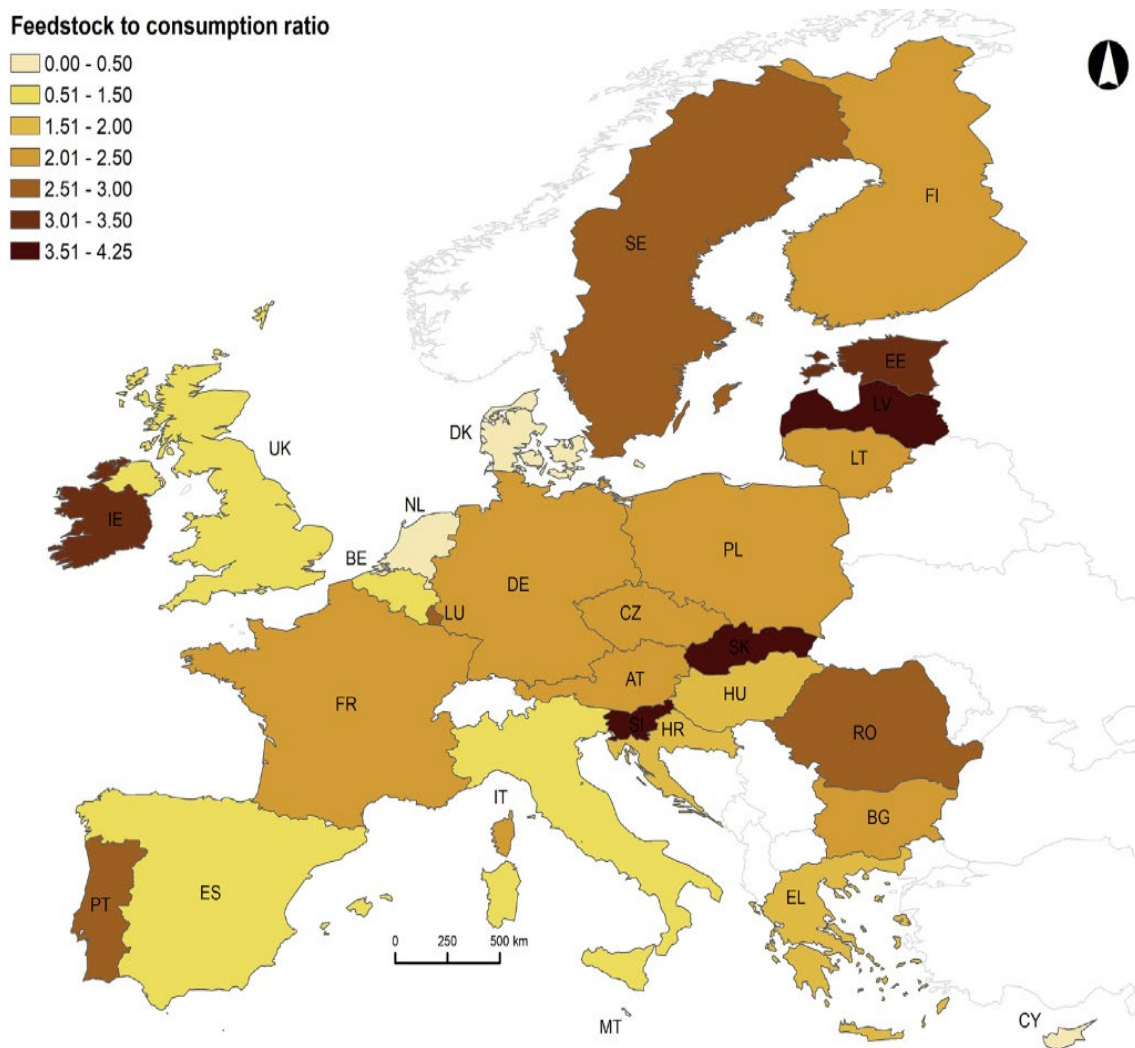 Feedstock to consumption ratio
0.00 - 0.50
0.51 - 1.50
1.51 - 2.00
2.01 - 2.50
2.51 - 3.00
3.01 - 3.50
3.51 - 4.25
FI
SE
EE
LV
DK
UK
LT
NL
IE
BE
PL
DE
LU
CZ
SK
AT
HU
FR
SI
HR
RO
IT
BG
ES
EL
PT
0 250 500 km
MT
CY